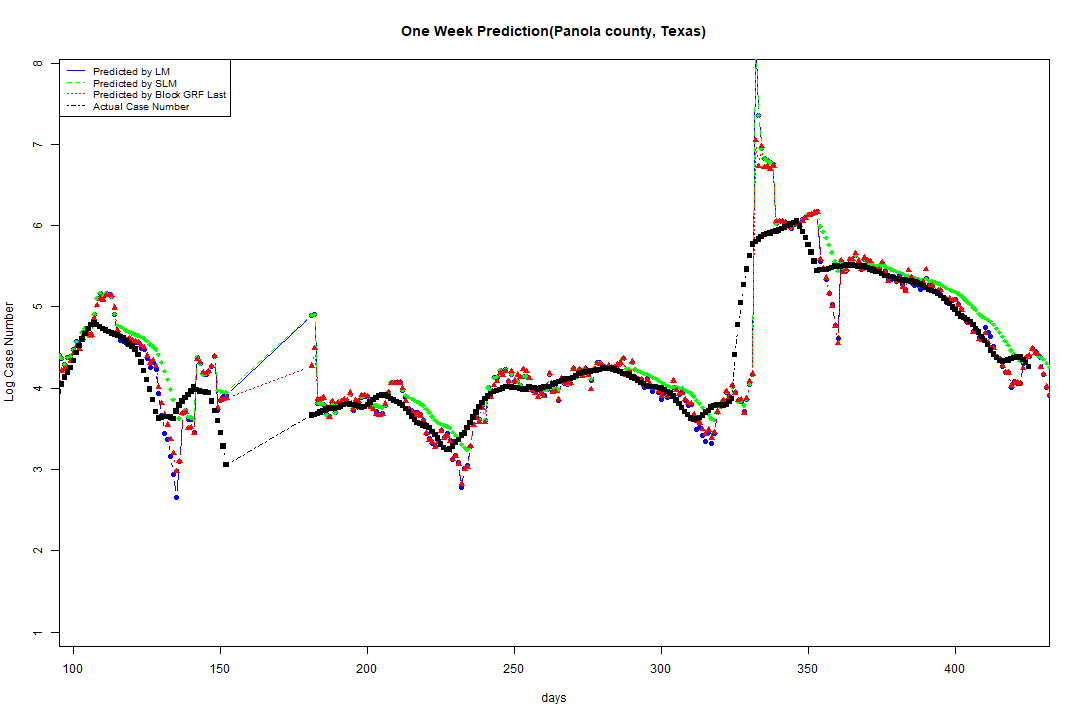 One Week Prediction(Panola county, Texas)
Predicted by LM
Predicted by SLM
Predicted by Block GRF Last
Actual Case Number
Log Case Number
8
7
6
5
4
3
2
1
100 150 200 250 300 350 400
days